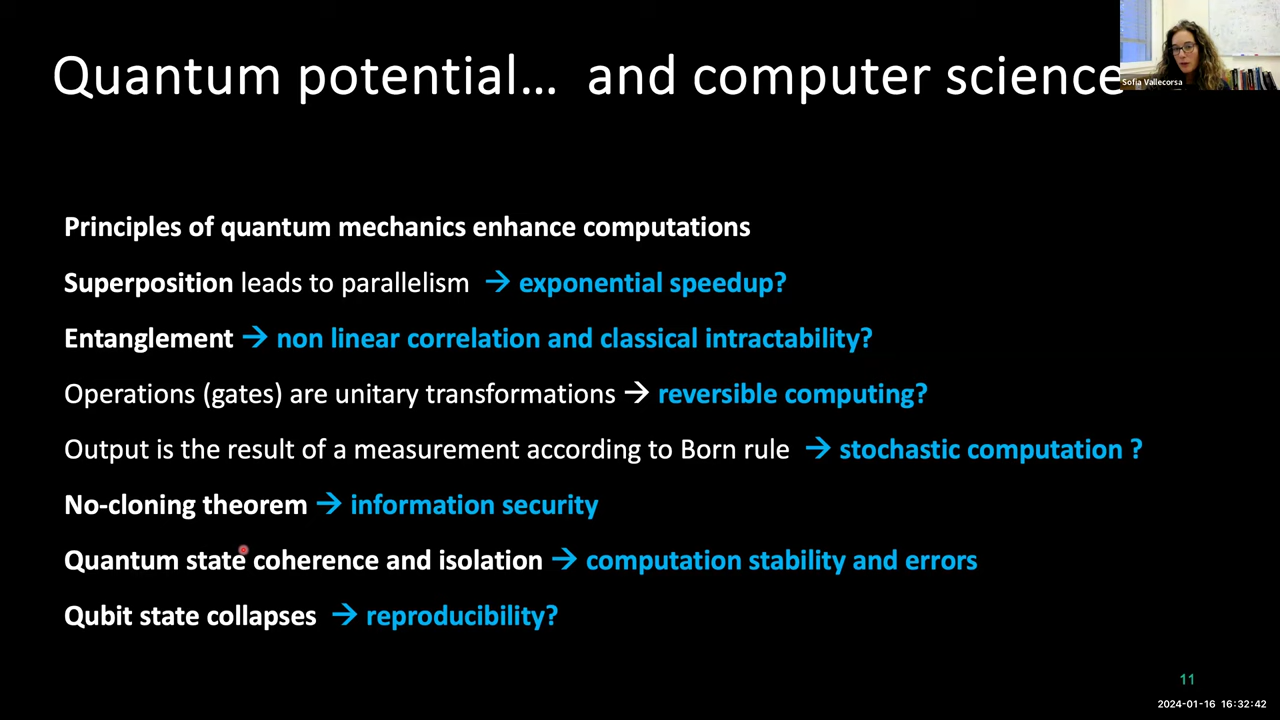 Quantum potential... and computer science
Sofia Vallecorsa
Principles of quantum mechanics enhance computations
Superposition leads to parallelism → exponential speedup?
Entanglement → non linear correlation and classical intractability?
Operations (gates) are unitary transformations → reversible computing?
Output is the result of a measurement according to Born rule → stochastic computation ?
No-cloning theorem → information security
Quantum state coherence and isolation → computation stability and errors
Qubit state collapses → reproducibility?
11
2024-01-16 16:32:42